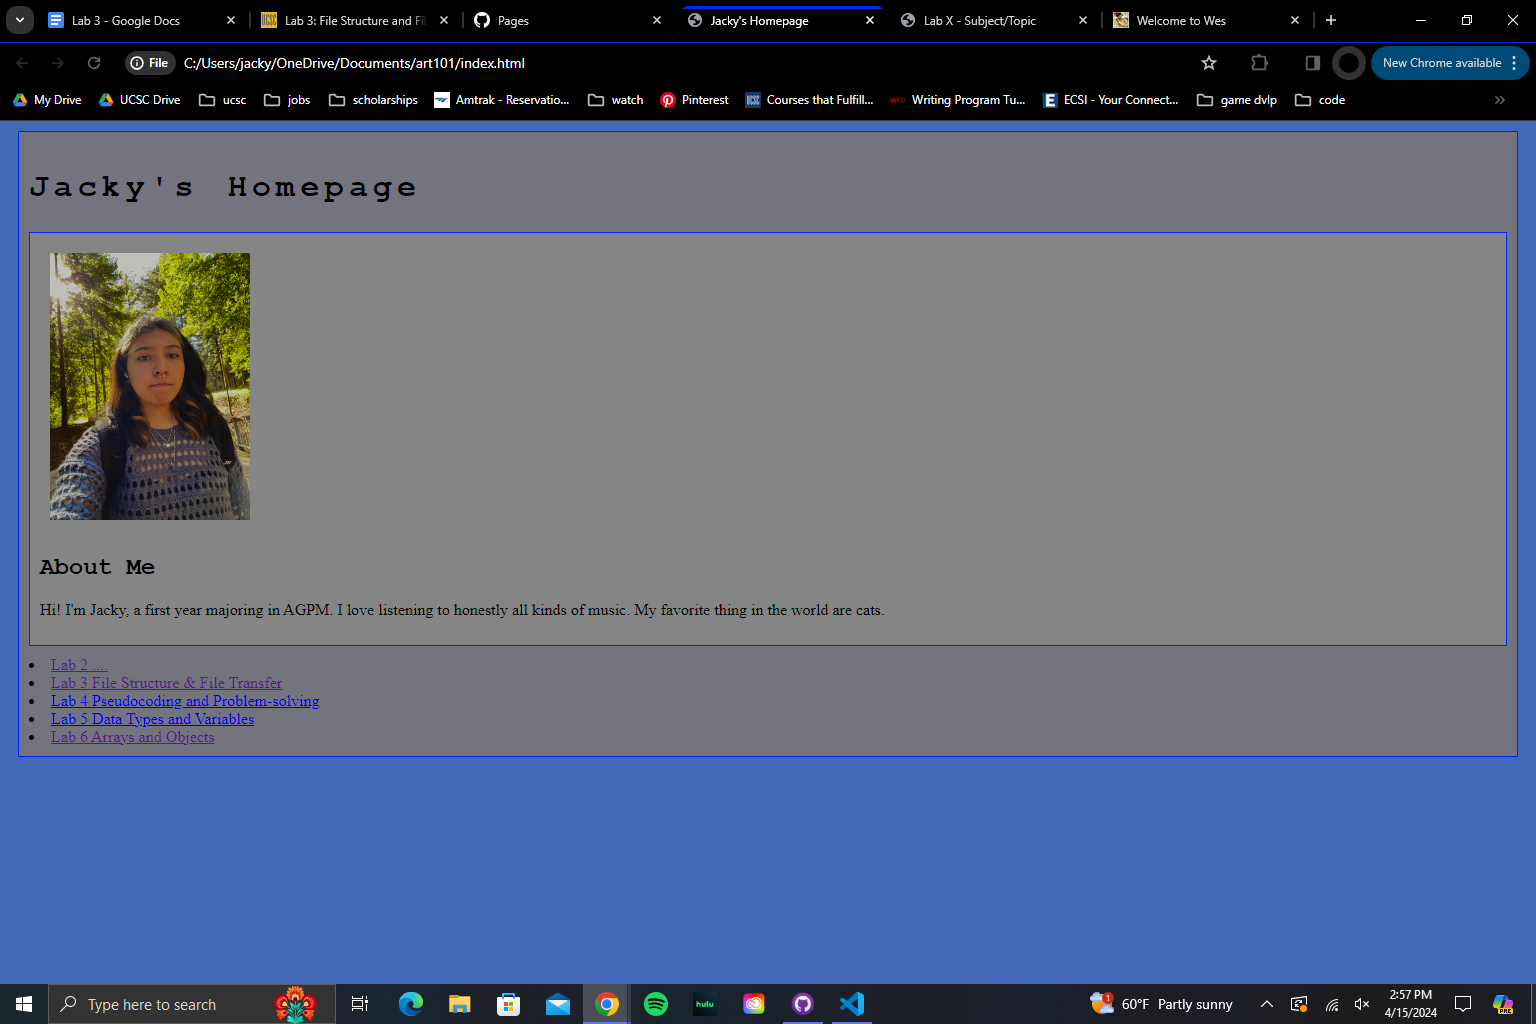 Lab 3 - Google Docs
Lab 3: File Structure and Fil
Pages
Jacky's Homepage
Lab X - Subject/Topic
Welcome to Wes
File
C:/Users/jacky/OneDrive/Documents/art101/index.html
New Chrome available
My Drive
UCSC Drive
ucsc
jobs
scholarships
Amtrak - Reservatio...
watch
Pinterest
Courses that Fulfill...
Writing Program Tu...
ECSI - Your Connect...
game dvlp
code
Jacky's Homepage
About Me
Hi! I'm Jacky, a first year majoring in AGPM. I love listening to honestly all kinds of music. My favorite thing in the world are cats.
Lab 2 ....
Lab 3 File Structure & File Transfer
Lab 4 Pseudocoding and Problem-solving
Lab 5 Data Types and Variables
Lab 6 Arrays and Objects
Type here to search
hulu
1
60°F Partly sunny
2:57 PM
4/15/2024
PRE